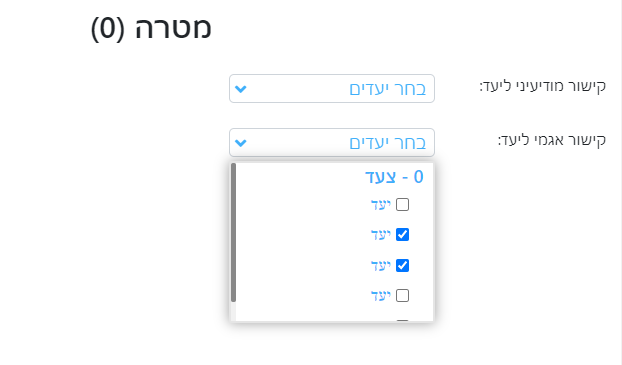 מטרה (0)
קישור מודיעיני ליעד:
בחר יעדים
קישור אגמי ליעד:
בחר יעדים
0 - צעד
יעד
יעד
יעד
יעד